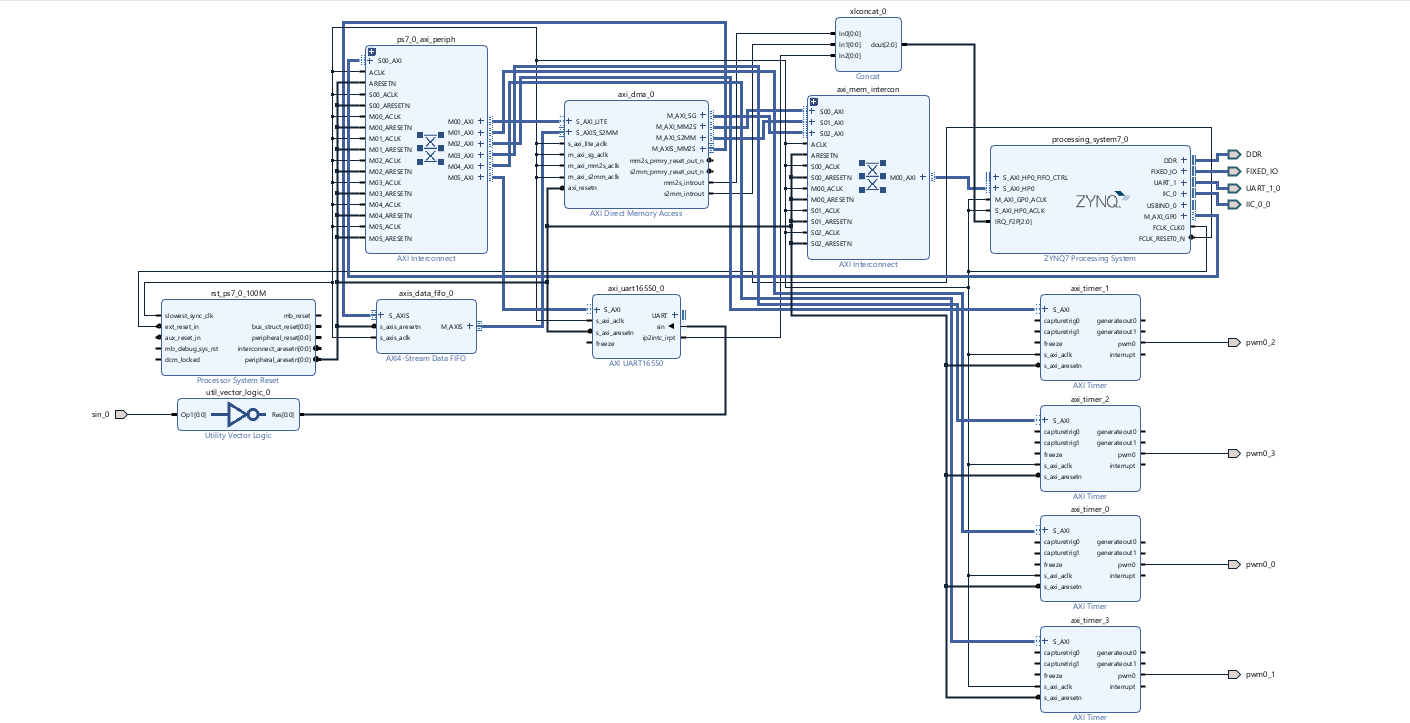 xlconcat_0
In0[0:0]
In1[0:0]
In2[0:0]
dout[2:0]
Concat
ps7_0_axi_periph
S00_AXI
ACLK
ARESETN
S00_ACLK
S00_ARESETN
M00_ACLK
M00_ARESETN
M01_ACLK
M01_ARESETN
M02_ACLK
M02_ARESETN
M03_ACLK
M03_ARESETN
M04_ACLK
M04_ARESETN
M05_ACLK
M05_ARESETN
M00_AXI
M01_AXI
M02_AXI
M03_AXI
M04_AXI
M05_AXI
AXI Interconnect
axi_dma_0
S_AXI_LITE
S_AXIS_S2MM
s_axi_lite_aclk
m_axi_sg_aclk
m_axi_mm2s_aclk
m_axi_s2mm_aclk
axi_resetn
M_AXI_SG
M_AXI_MM2S
M_AXI_S2MM
M_AXIS_MM2S
mm2s_prmry_reset_out_n
s2mm_prmry_reset_out_n
mm2s_introut
s2mm_introut
AXI Direct Memory Access
axi_mem_intercon
S00_AXI
S01_AXI
S02_AXI
ACLK
ARESETN
S00_ACLK
S00_ARESETN
M00_ACLK
M00_ARESETN
S01_ACLK
S01_ARESETN
S02_ACLK
S02_ARESETN
M00_AXI
AXI Interconnect
processing_system7_0
S_AXI_HP0_FIFO_CTRL
S_AXI_HP0
M_AXI_GP0_ACLK
S_AXI_HP0_ACLK
IRQ_F2P[2:0]
ZYNQ
DDR
FIXED_IO
UART_1
IIC_0
USBIND_0
M_AXI_GP0
FCLK_CLK0
FCLK_RESET0_N
ZYNQ7 Processing System
DDR
FIXED_IO
UART_1_0
IIC_0_0
rst_ps7_0_100M
slowest_sync_clk
ext_reset_in
aux_reset_in
mb_debug_sys_rst
dcm_locked
mb_reset
bus_struct_reset[0:0]
peripheral_reset[0:0]
interconnect_aresetn[0:0]
peripheral_aresetn[0:0]
Processor System Reset
axis_data_fifo_0
S_AXIS
s_axis_aresetn
s_axis_aclk
M_AXIS
AXI4-Stream Data FIFO
axi_uart16550_0
S_AXI
s_axi_aclk
s_axi_aresetn
freeze
UART
sin
ip2intc_irpt
AXI UART16550
util_vector_logic_0
sin_0
Op1[0:0]
Res[0:0]
Utility Vector Logic
axi_timer_1
S_AXI
capturetrig0
capturetrig1
freeze
s_axi_aclk
s_axi_aresetn
generateout0
generateout1
pwm0
interrupt
AXI Timer
pwm0_2
axi_timer_2
S_AXI
capturetrig0
capturetrig1
freeze
s_axi_aclk
s_axi_aresetn
generateout0
generateout1
pwm0
interrupt
AXI Timer
pwm0_3
axi_timer_0
S_AXI
capturetrig0
capturetrig1
freeze
s_axi_aclk
s_axi_aresetn
generateout0
generateout1
pwm0
interrupt
AXI Timer
pwm0_0
axi_timer_3
S_AXI
capturetrig0
capturetrig1
freeze
s_axi_aclk
s_axi_aresetn
generateout0
generateout1
pwm0
interrupt
AXI Timer
pwm0_1